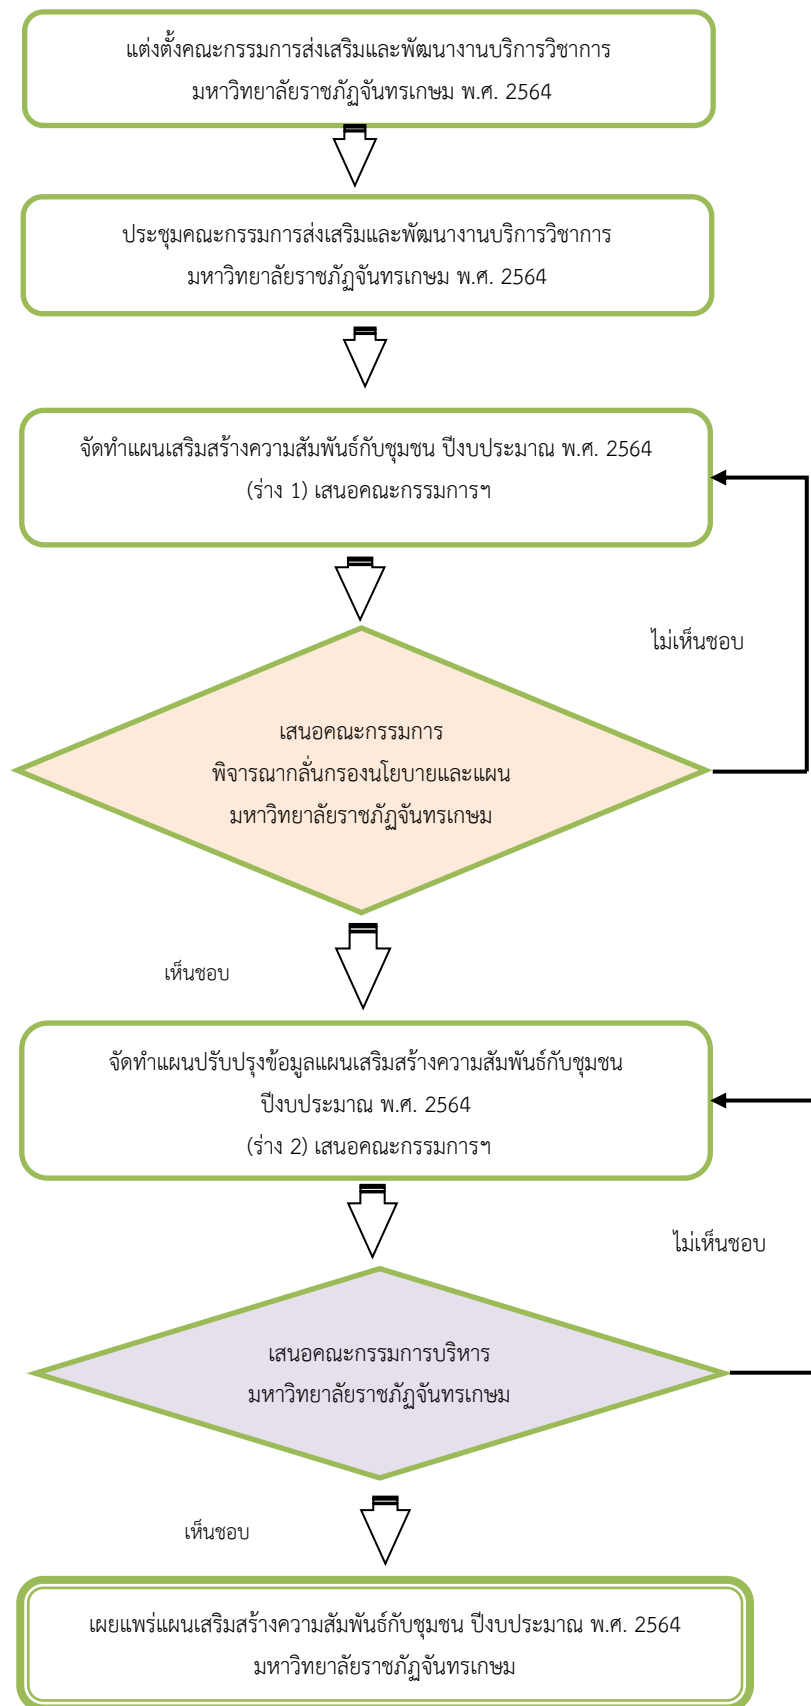 แต่งตั้งคณะกรรมการส่งเสริมและพัฒนางานบริการวิชาการ
มหาวิทยาลัยราชภัฏจันทรเกษม พ.ศ. 2564
ประชุมคณะกรรมการส่งเสริมและพัฒนางานบริการวิชาการ
มหาวิทยาลัยราชภัฏจันทรเกษม พ.ศ. 2564
จัดทำแผนเสริมสร้างความสัมพันธ์กับชุมชน ปีงบประมาณ พ.ศ. 2564
(ร่าง 1) เสนอคณะกรรมการฯ
ไม่เห็นชอบ
เสนอคณะกรรมการ
พิจารณากลั่นกรองนโยบายและแผน
มหาวิทยาลัยราชภัฏจันทรเกษม
เห็นชอบ
จัดทำแผนปรับปรุงข้อมูลแผนเสริมสร้างความสัมพันธ์กับชุมชน
ปีงบประมาณ พ.ศ. 2564
(ร่าง 2) เสนอคณะกรรมการฯ
ไม่เห็นชอบ
เสนอคณะกรรมการบริหาร
มหาวิทยาลัยราชภัฏจันทรเกษม
เห็นชอบ
เผยแพร่แผนเสริมสร้างความสัมพันธ์กับชุมชน ปีงบประมาณ พ.ศ. 2564
มหาวิทยาลัยราชภัฏจันทรเกษม